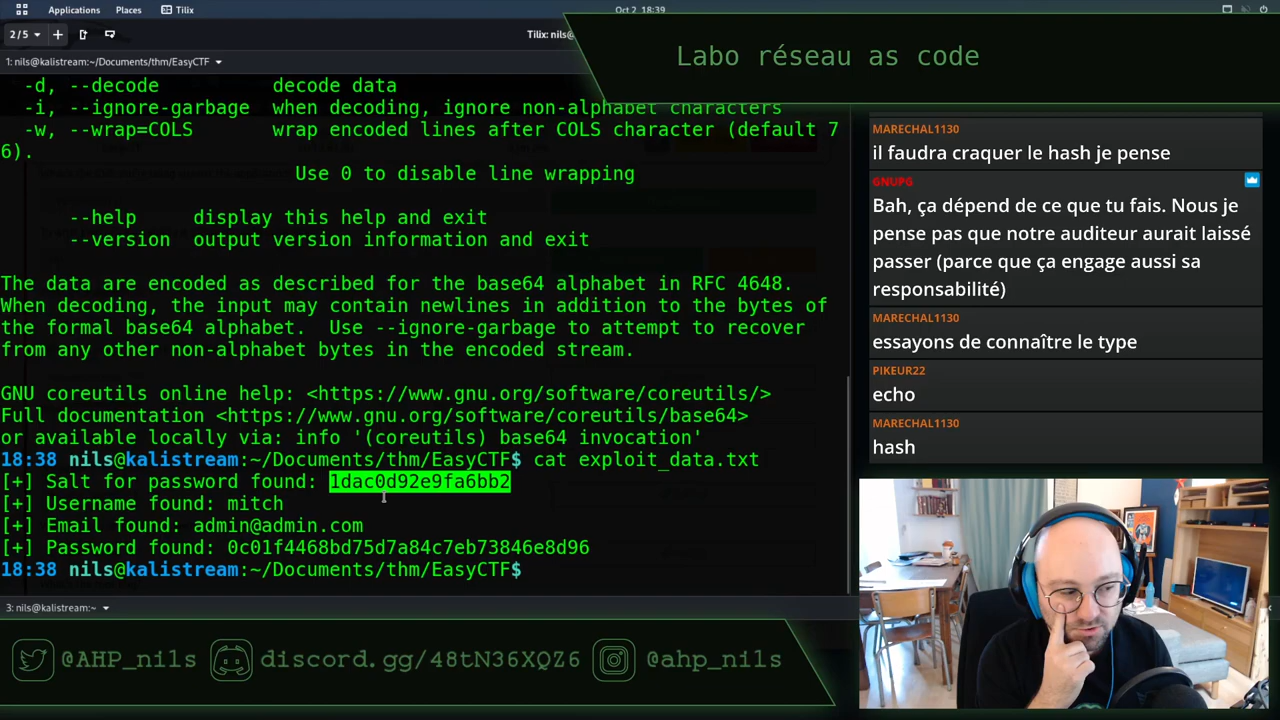 Applications Places Tilix
Oct 2 18:39
2/5
Tilix: nils@
1: nils@kalistream:~/Documents/thm/EasyCTF
Labo réseau as code
-d, --decode decode data
-i, --ignore-garbage when decoding, ignore non-alphabet characters
-w, --wrap=COLS wrap encoded lines after COLS character (default 7
6).
Use 0 to disable line wrapping
--help display this help and exit
--version output version information and exit
The data are encoded as described for the base64 alphabet in RFC 4648.
When decoding, the input may contain newlines in addition to the bytes of
the formal base64 alphabet. Use --ignore-garbage to attempt to recover
from any other non-alphabet bytes in the encoded stream.
GNU coreutils online help: <https://www.gnu.org/software/coreutils/>
Full documentation <https://www.gnu.org/software/coreutils/base64>
or available locally via: info '(coreutils) base64 invocation'
18:38 nils@kalistream:~/Documents/thm/EasyCTF$ cat exploit_data.txt
[+] Salt for password found: 1dac0d92e9fa6bb2
[+] Username found: mitch
[+] Email found: admin@admin.com
[+] Password found: 0c01f4468bd75d7a84c7eb73846e8d96
18:38 nils@kalistream:~/Documents/thm/EasyCTF$
3: nils@kalistream:~
MARECHAL1130
il faudra craquer le hash je pense
GNUPG
Bah, ça dépend de ce que tu fais. Nous je
pense pas que notre auditeur aurait laissé
passer (parce que ça engage aussi sa
responsabilité)
MARECHAL1130
essayons de connaître le type
PIKEUR22
echo
MARECHAL1130
hash
@AHP_nils
discord.gg/48tN36XQZ6
@ahp_nils